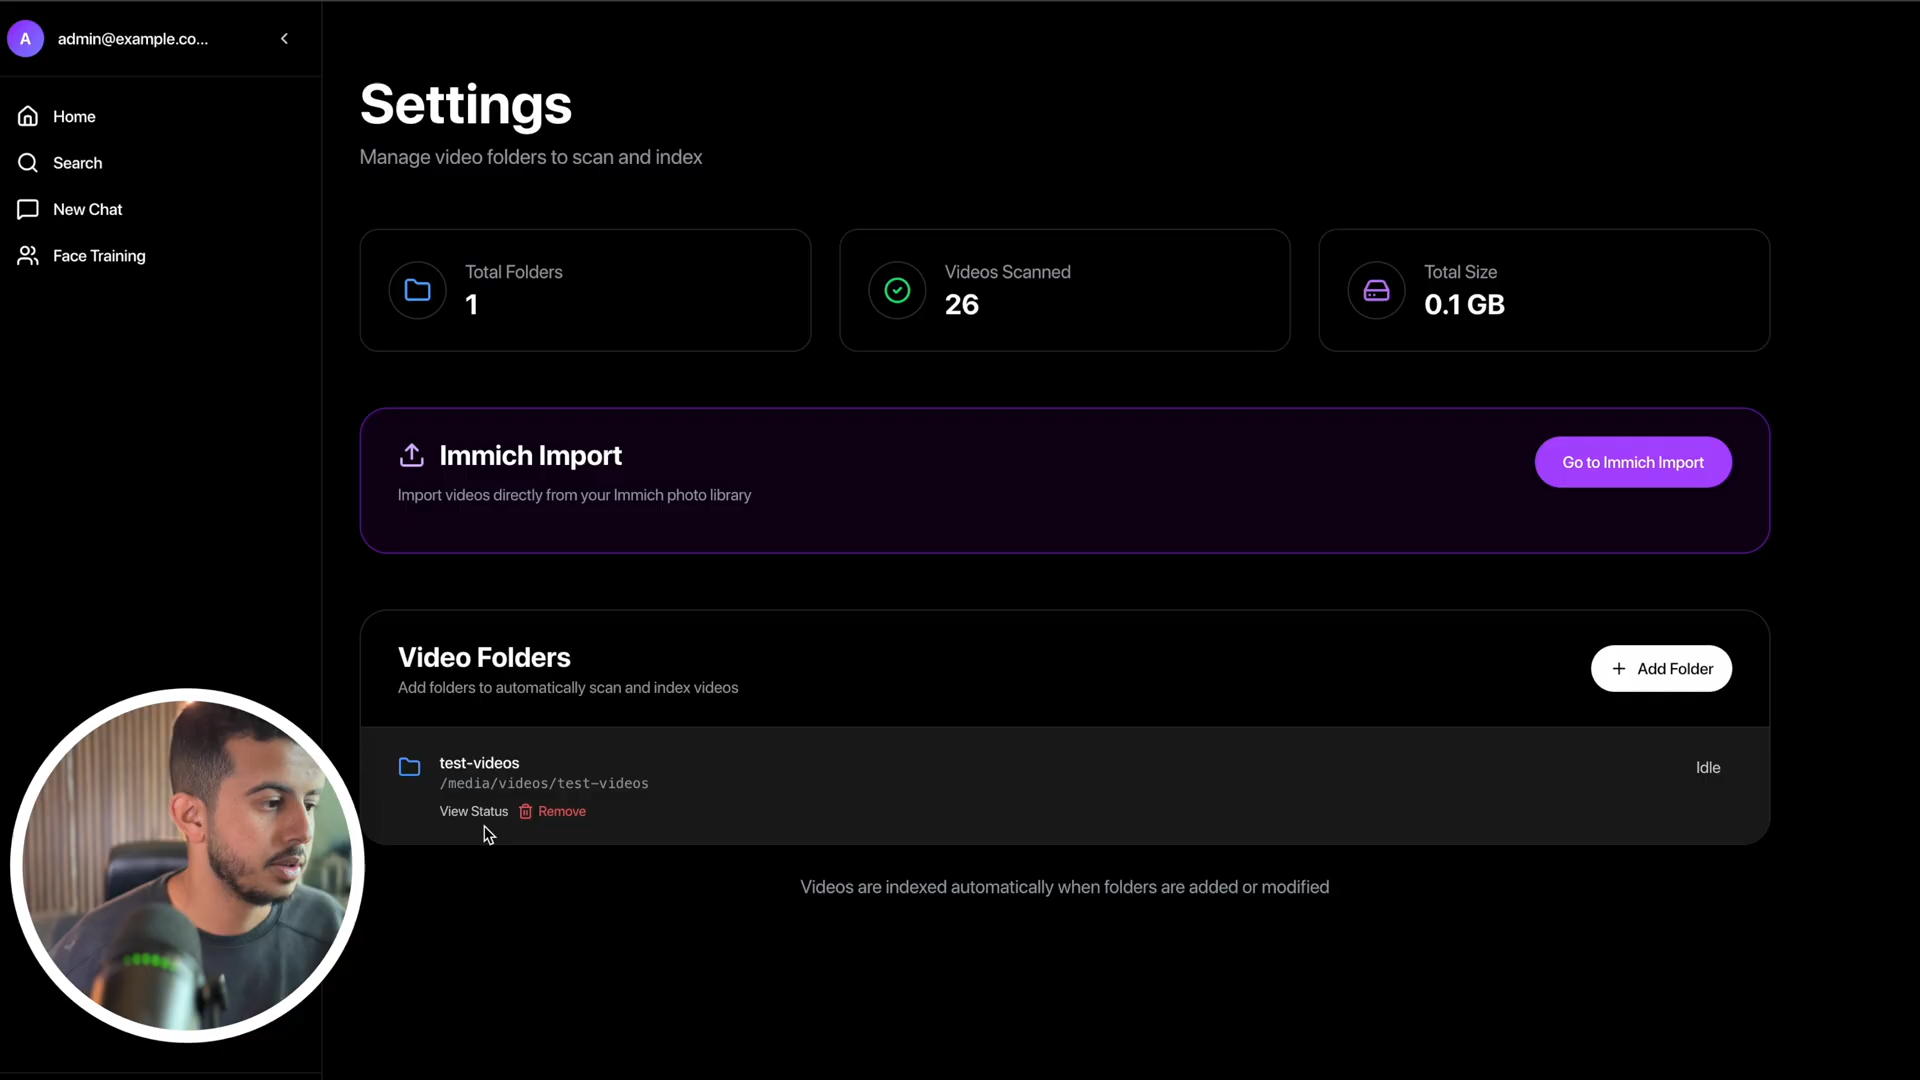 A
admin@example.co...
Home
Search
New Chat
Face Training
Settings
Manage video folders to scan and index
Total Folders
1
Videos Scanned
26
Total Size
0.1 GB
Immich Import
Import videos directly from your Immich photo library
Go to Immich Import
Video Folders
Add folders to automatically scan and index videos
Add Folder
test-videos
/media/videos/test-videos
View Status Remove
Idle
Videos are indexed automatically when folders are added or modified